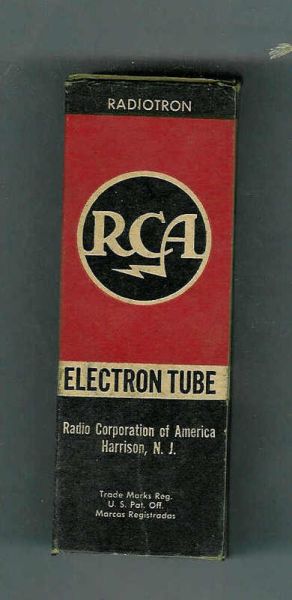 RADIOTRON
RCA
ELECTRON TUBE
Radio Corporation of America
Harrison, N. J.
Trade Marks Reg.
U. S. Pat. Off.
Marcas Registradas